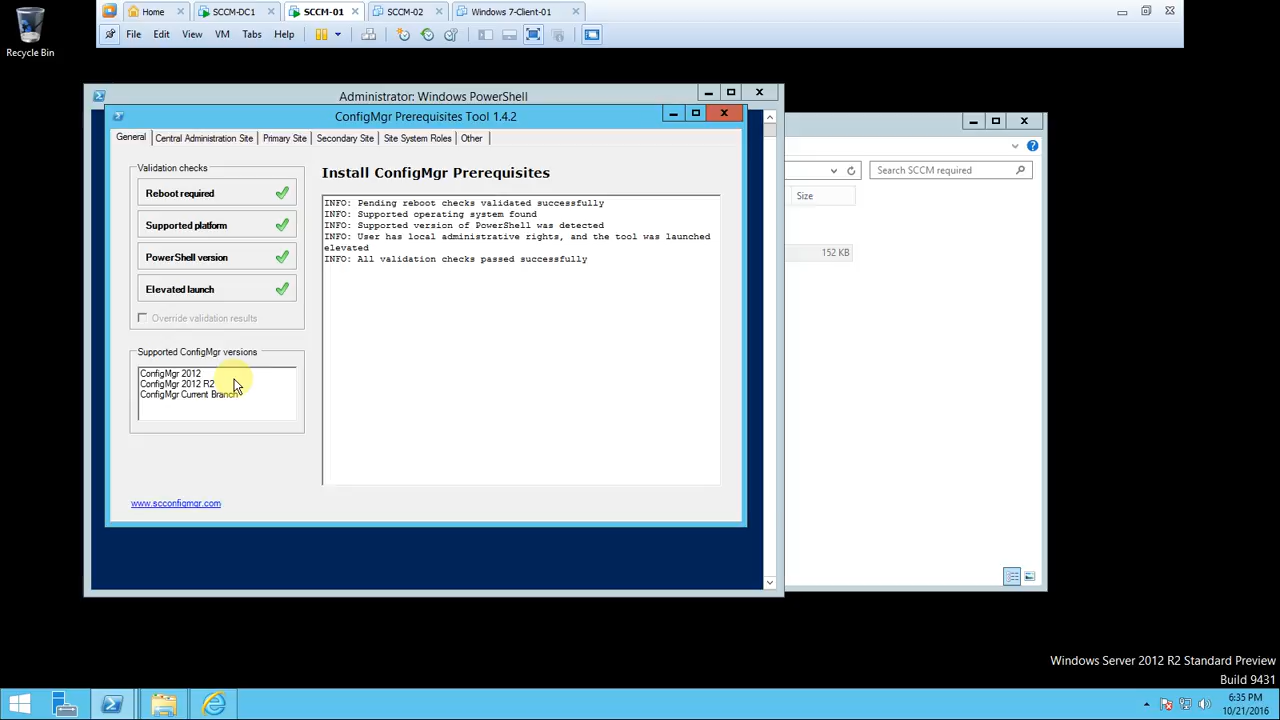 Home
SCCM-DC1
SCCM-01
SCCM-02
Windows 7-Client-01
File Edit View VM Tabs Help
Recycle Bin
Administrator: Windows PowerShell
ConfigMgr Prerequisites Tool 1.4.2
General Central Administration Site Primary Site Secondary Site Site System Roles Other
Search SCCM required
Size
152 KB
Validation checks
Reboot required
Supported platform
PowerShell version
Elevated launch
Override validation results
Supported ConfigMgr versions
ConfigMgr 2012
ConfigMgr 2012 R2
ConfigMgr Current Branch
www.scconfigmgr.com
Install ConfigMgr Prerequisites
INFO: Pending reboot checks validated successfully
INFO: Supported operating system found
INFO: Supported version of PowerShell was detected
INFO: User has local administrative rights, and the tool was launched
elevated
INFO: All validation checks passed successfully
Windows Server 2012 R2 Standard Preview
Build 9431
6:35 PM
10/21/2016